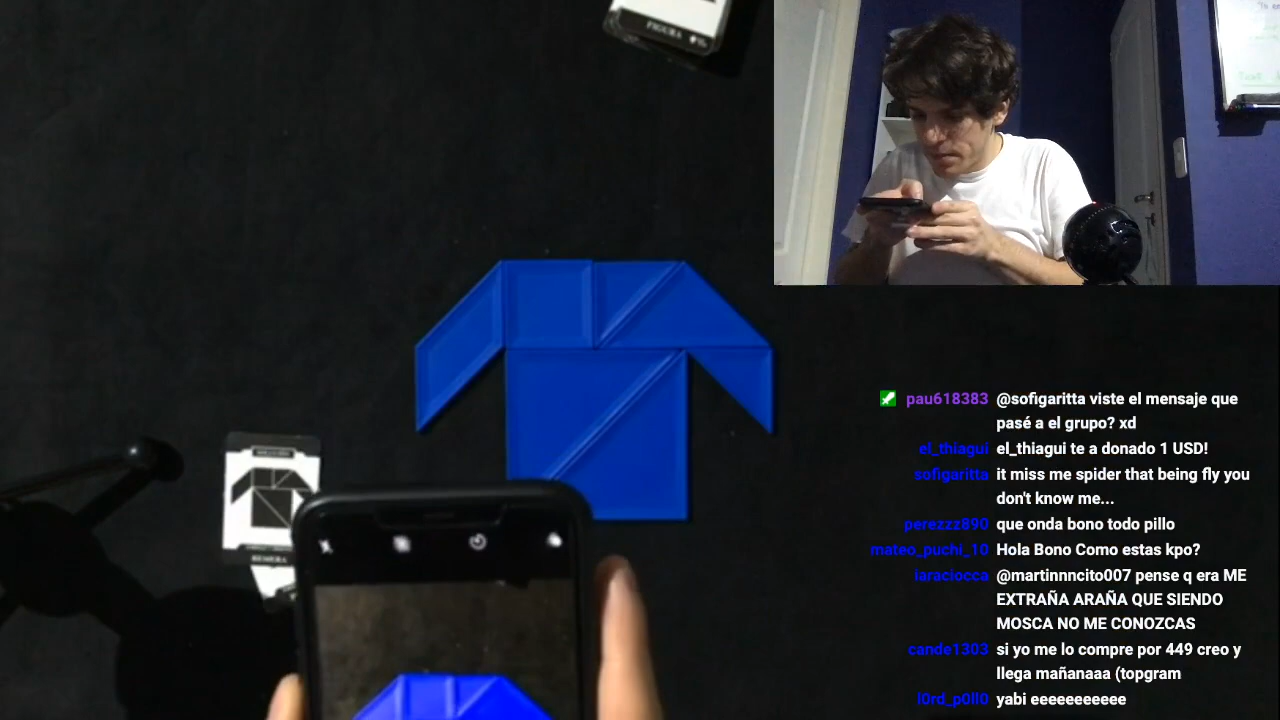 FIGURA
REMERA
pau618383 @sofigaritta viste el mensaje que
pasé a el grupo? xd
el_thiagui el_thiagui te a donado 1 USD!
sofigaritta it miss me spider that being fly you
don't know me...
perezzz890 que onda bono todo pillo
mateo_puchi_10 Hola Bono Como estas kpo?
iaraciocca @martinnncito007 pense q era ME
EXTRAÑA ARAÑA QUE SIENDO
MOSCA NO ME CONOZCAS
cande1303 si yo me lo compre por 449 creo y
llega mañanaaa (topgram
l0rd_p0ll0 yabi eeeeeeeeeee